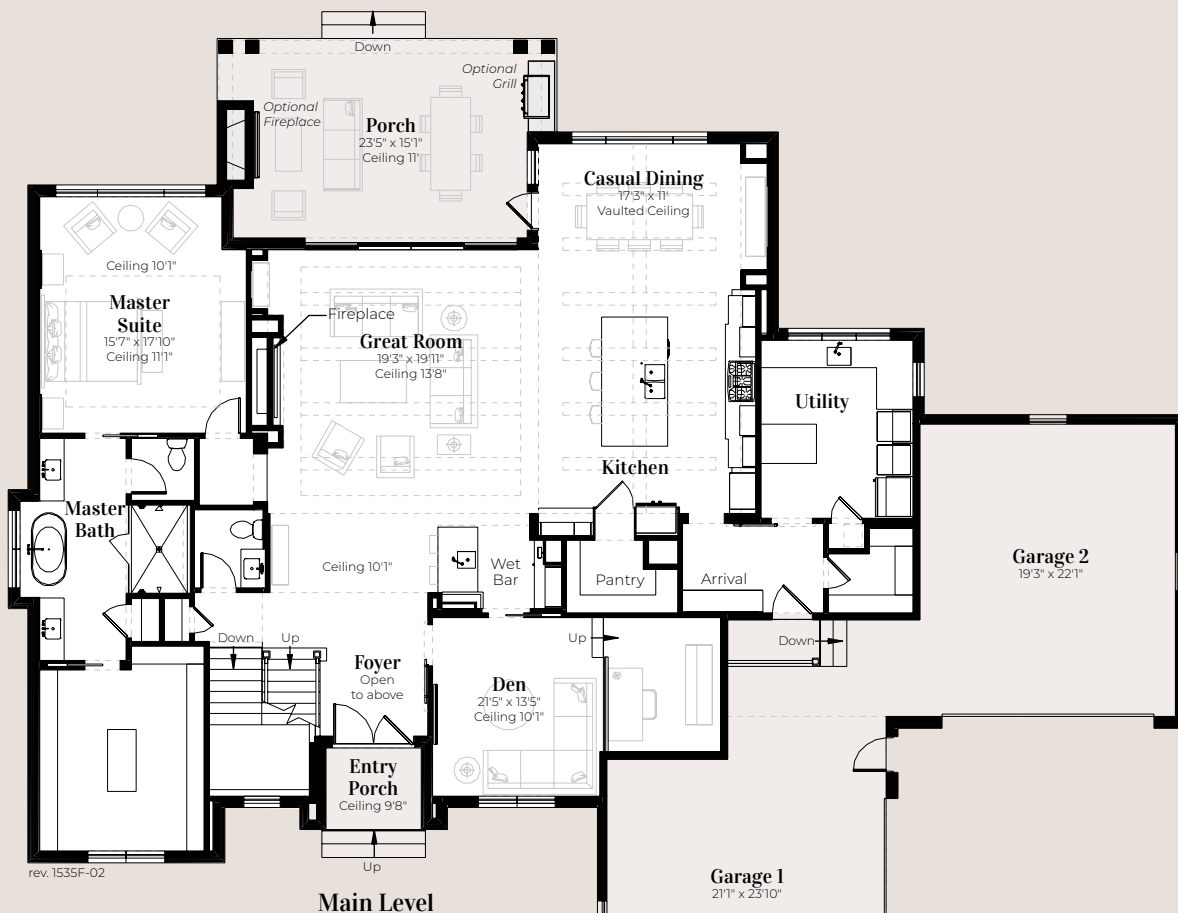 Down
Optional
Grill
Optional
Fireplace
Porch
23'5" x 15'1"
Ceiling 11'
Casual Dining
17'3" x 11'
Vaulted Ceiling
Ceiling 10'1"
Master
Suite
15'7" x 17'10"
Ceiling 11'1"
Fireplace
Great Room
19'3" x 19'11"
Ceiling 13'8"
Utility
Kitchen
Master
Bath
Ceiling 10'1"
Wet
Bar
Pantry
Arrival
Garage 2
19'3" x 22'1"
Down
Up
Up
Down
Foyer
Open
to above
Den
21'5" x 13'5"
Ceiling 10'1"
Entry
Porch
Ceiling 9'8"
Up
rev. 1535F-02
Garage 1
21'1" x 23'10"
Main Level